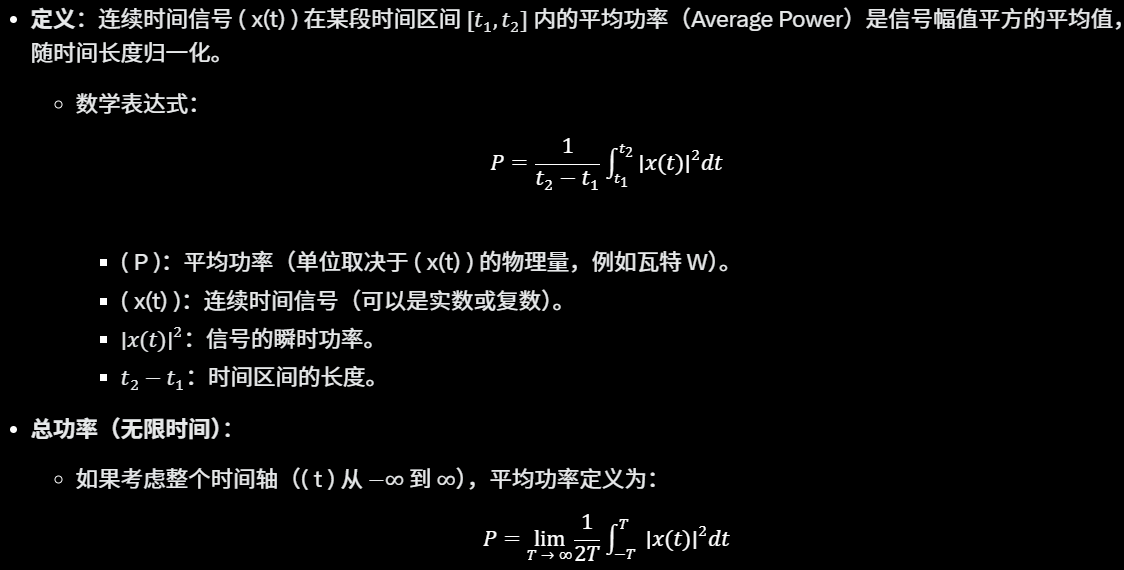 • 定义：连续时间信号 ( x(t) ) 在某段时间区间 [t₁, t₂] 内的平均功率（Average Power）是信号幅值平方的平均值，
随时间长度归一化。
◦ 数学表达式：
P = \frac{1}{t_2 - t_1} \int_{t_1}^{t_2} |x(t)|^2 dt
▪ ( P )：平均功率（单位取决于 ( x(t) ) 的物理量，例如瓦特 W）。
▪ ( x(t) )：连续时间信号（可以是实数或复数）。
▪ |x(t)|²：信号的瞬时功率。
▪ t₂ − t₁：时间区间的长度。
• 总功率（无限时间）：
◦ 如果考虑整个时间轴（( t ) 从 −∞ 到 ∞），平均功率定义为：
P = \lim_{T \to \infty} \frac{1}{2T} \int_{-T}^{T} |x(t)|^2 dt